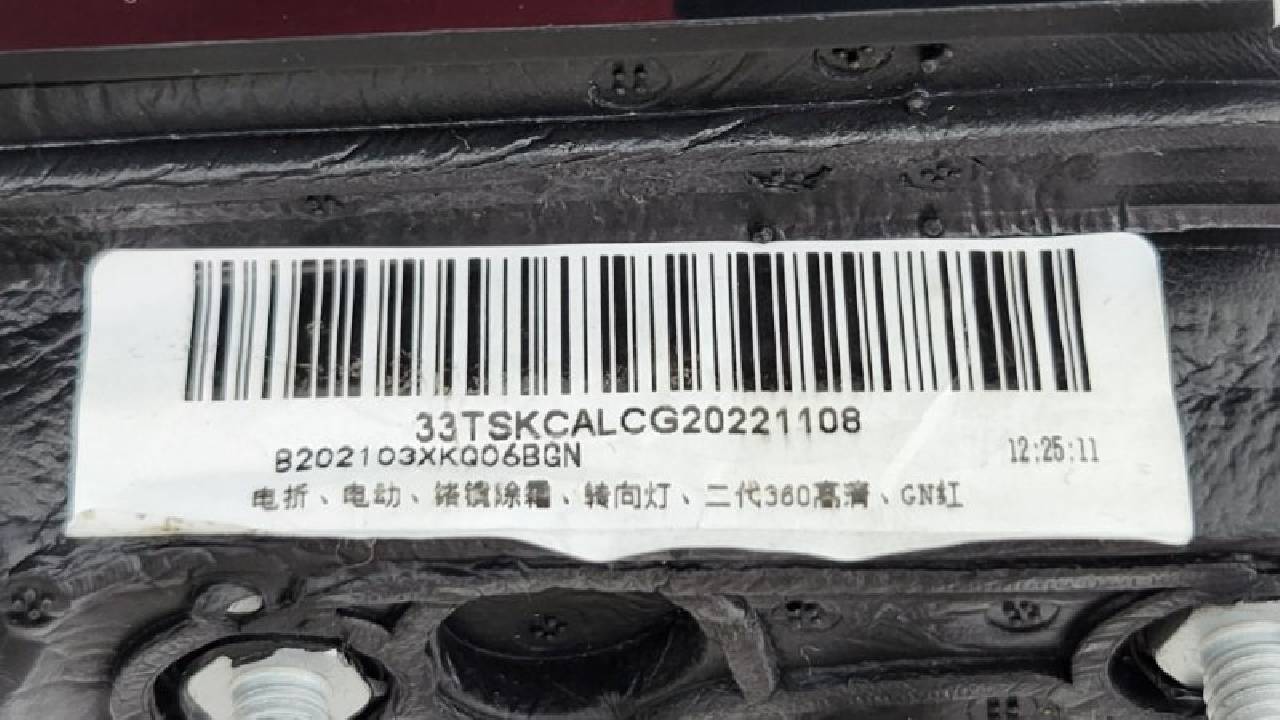 33TSKCALCG20221108
B202103XKQ06BGN
12:25:11
电折、电动、铬镜除霜、转向灯、二代360高清、GN红